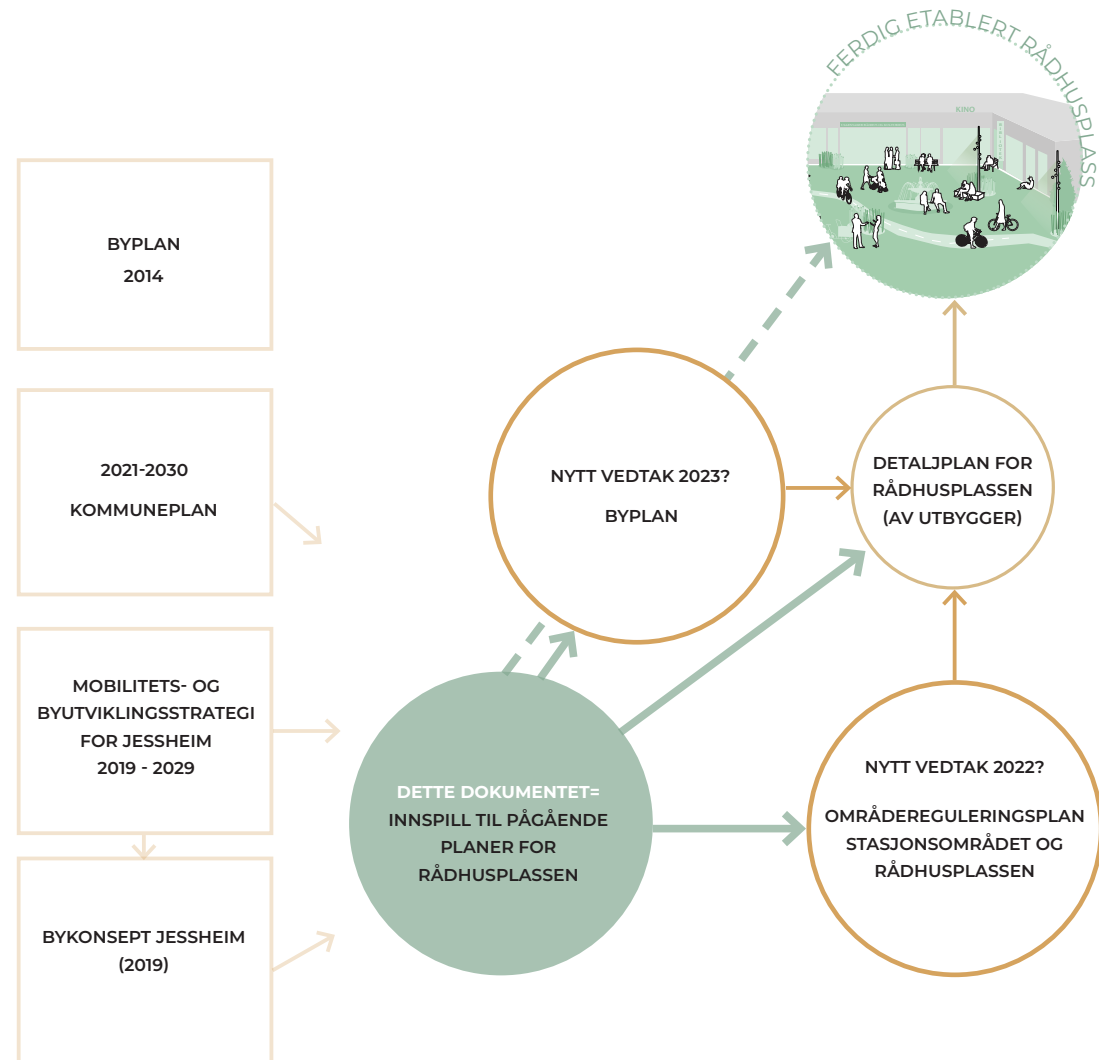 FERDIG ETABLERT RÅDHUSPLASS
KINO
BYPLAN
2014
2021-2030
KOMMUNEPLAN
MOBILITETS- OG
BYUTVIKLINGSSTRATEGI
FOR JESSHEIM
2019 - 2029
BYKONSEPT JESSHEIM
(2019)
NYTT VEDTAK 2023?
BYPLAN
DETALJPLAN FOR
RÅDHUSPLASSEN
(AV UTBYGGER)
DETTE DOKUMENTET=
INNSPILL TIL PÅGÅENDE
PLANER FOR
RÅDHUSPLASSEN
NYTT VEDTAK 2022?
OMRÅDEREGULERINGSPLAN
STASJONSOMRÅDET OG
RÅDHUSPLASSEN